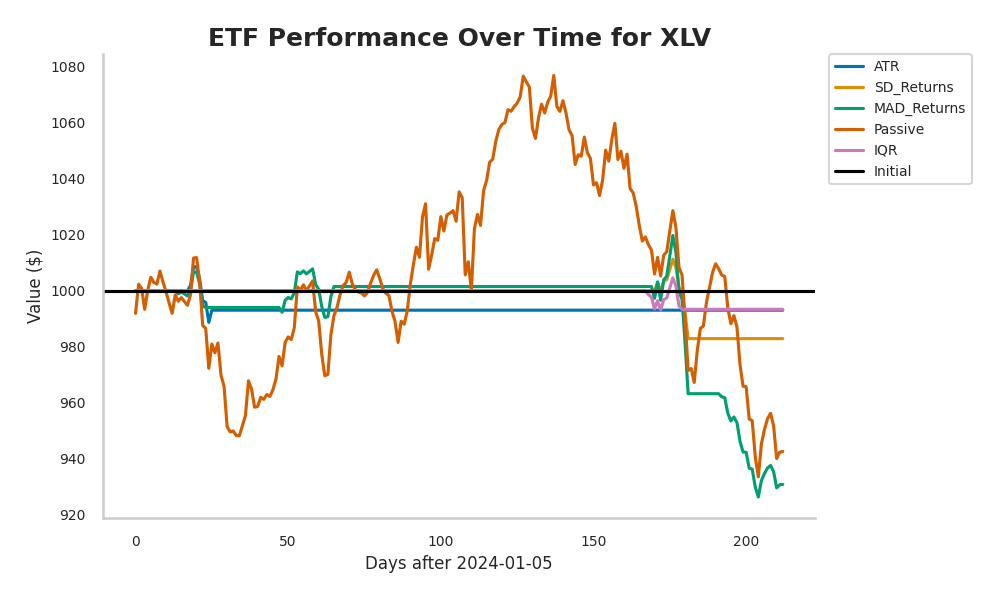 ETF Performance Over Time for XLV
1080
1060
1040
1020
1000
980
960
940
920
Value ($)
0 50 100 150 200
Days after 2024-01-05
ATR
SD_Returns
MAD_Returns
Passive
IQR
Initial